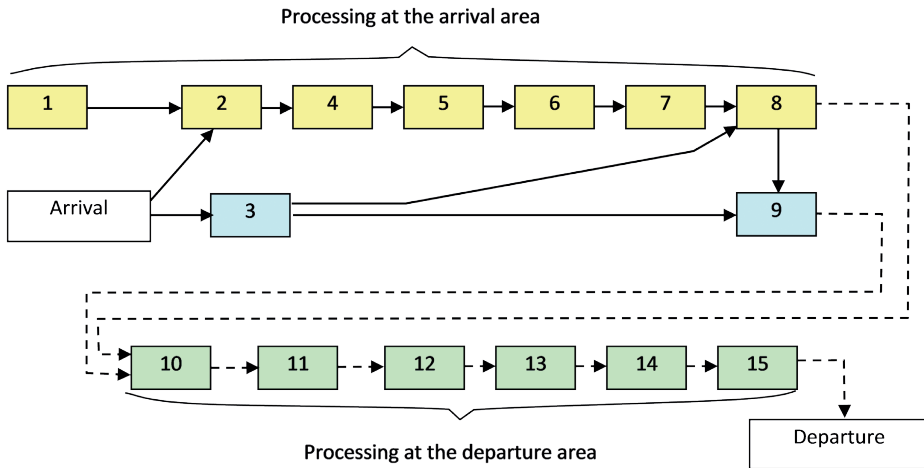 Processing at the arrival area
1 2 4 5 6 7 8
Arrival 3 9
10 11 12 13 14 15
Processing at the departure area
Departure